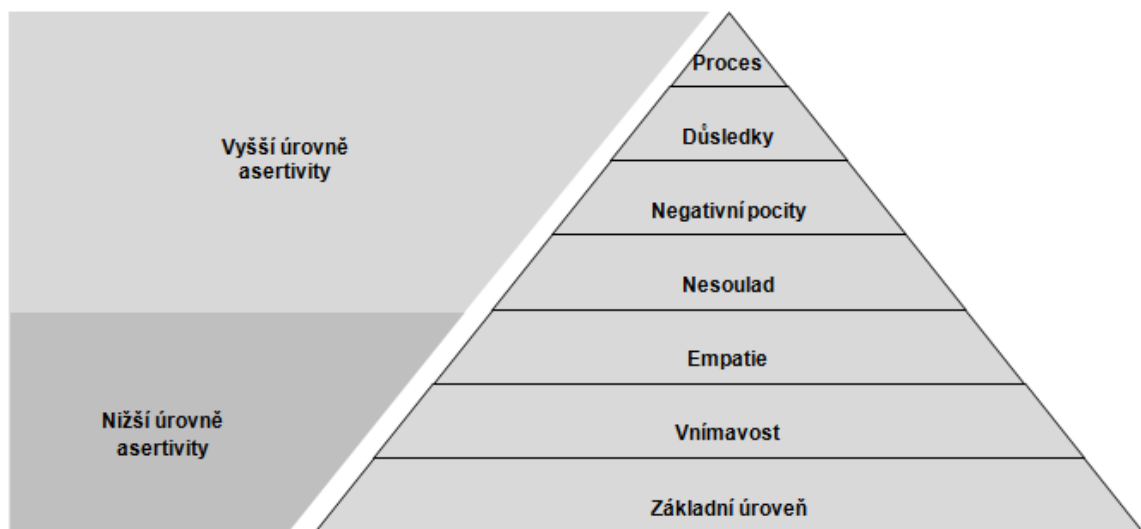 Proces
Důsledky
Vyšší úrovně
asertivity
Negativní pocity
Nesoulad
Empatie
Nižší úrovně
asertivity
Vnímavost
Základní úroveň